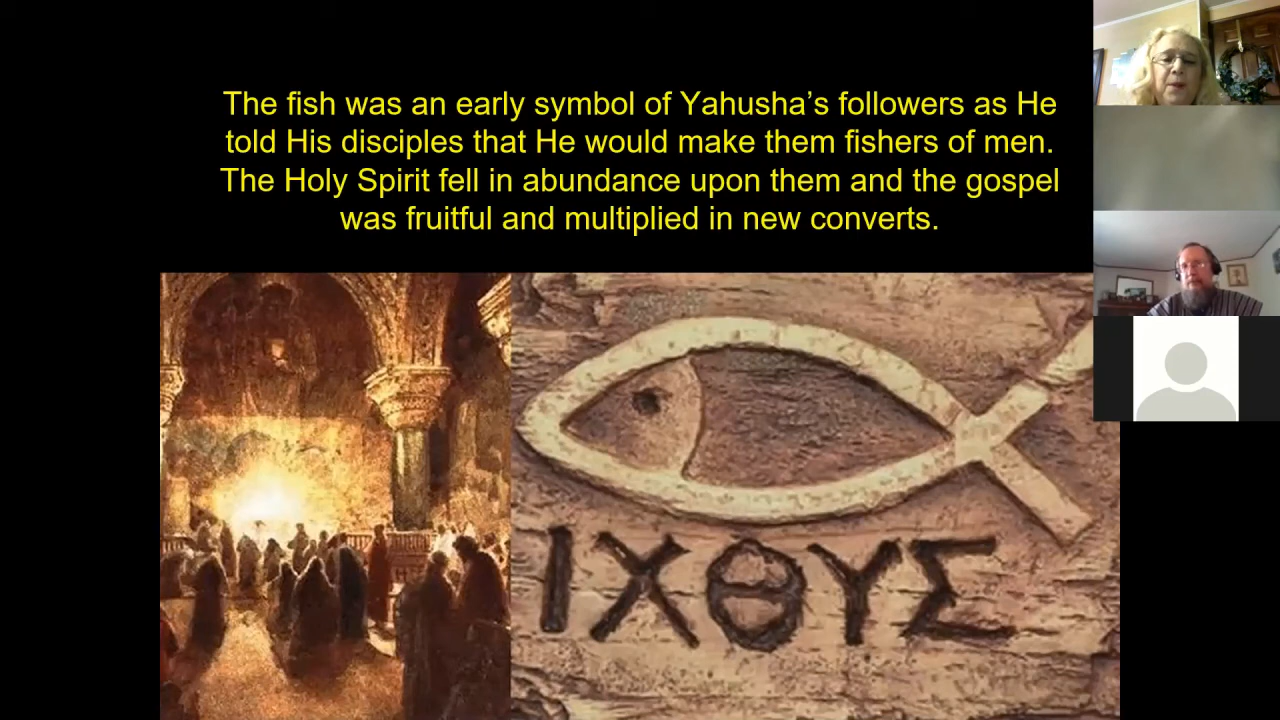 The fish was an early symbol of Yahusha’s followers as He
told His disciples that He would make them fishers of men.
The Holy Spirit fell in abundance upon them and the gospel
was fruitful and multiplied in new converts.
ΙΧΘΥΣ